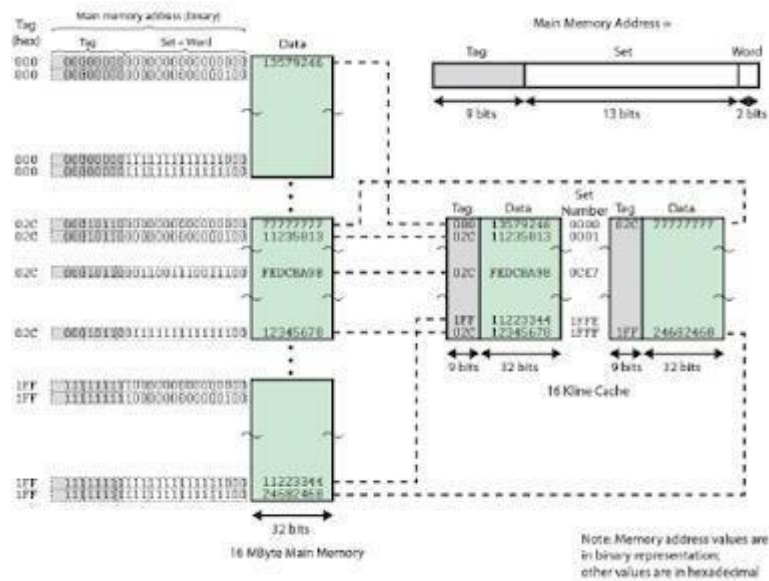 Main memory address (binary)
Tag
(hex)
Tag
Set + Word
Data
Main Memory Address =
Tag
Set
Word
9 bits
13 bits
2 bits
000
13579246
000
000
000
02C
77777777
02C
11235813
02C
FEDCBA98
02C
12345678
1FF
1FF
1FF
11223344
1FF
24682468
32 bits
16 MByte Main Memory
Set
Tag
Data
Number
Tag
Data
000
13579246
0000
02C
77777777
02C
11235813
0001
02C
FEDCBA98
0CE7
1FF
11223344
1FFE
02C
12345678
1FFF
1FF
24682468
9 bits
32 bits
9 bits
32 bits
16 Kline Cache
Note: Memory address values are
in binary representation;
other values are in hexadecimal